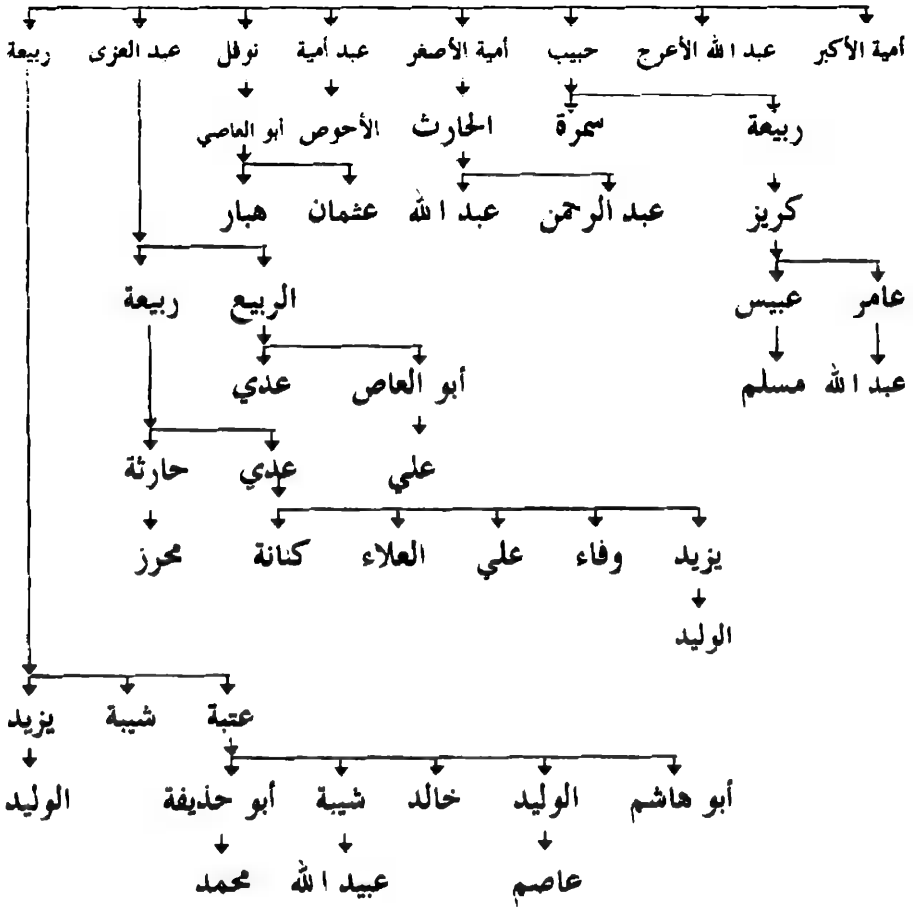 أمية الأكبر عبد الله الأعرج حبيب أمية الأصغر عبد أمية نوفل عبد العزى ربيعة
ربيعة سمرة الحارث الأحوص أبو العاصي
كريز عبد الرحمن عبد الله عثمان هبار
عامر عبيس الربيع ربيعة
عبد الله مسلم أبو العاص عدي
علي عدي حارثة
يزيد وفاء علي العلاء كنانة محرز
الوليد
عتبة شيبة يزيد
أبو هاشم الوليد خالد شيبة أبو حذيفة الوليد
عاصم عبيد الله محمد